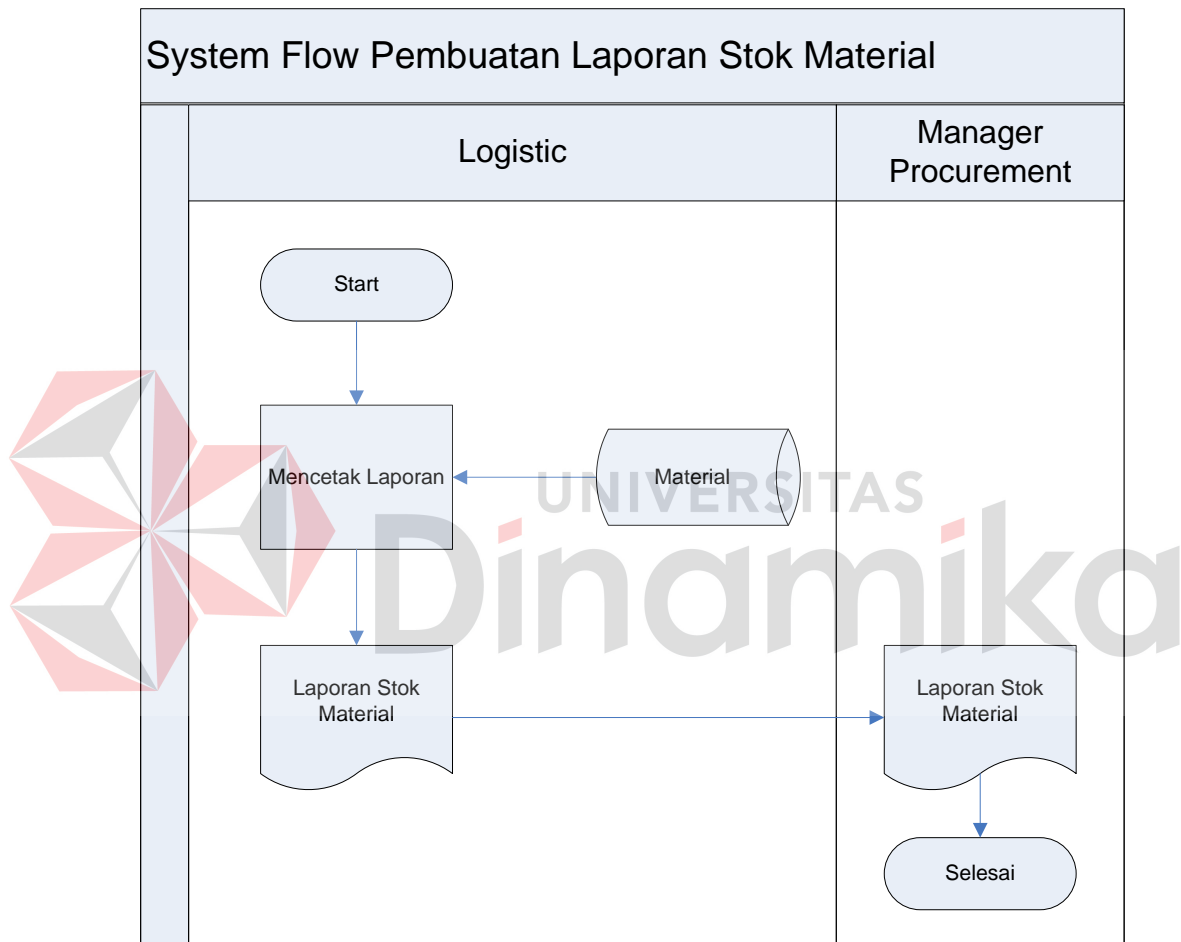 System Flow Pembuatan Laporan Stok Material
Logistic
Manager
Procurement
Start
Mencetak Laporan
Material
UNIVERSITAS
Dinamika
Laporan Stok
Material
Laporan Stok
Material
Selesai